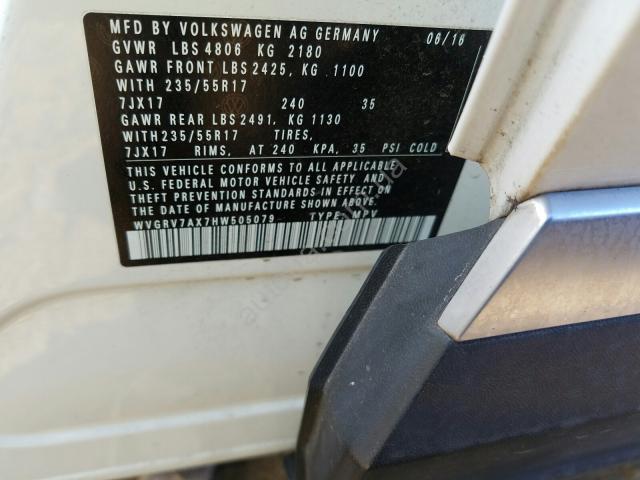 MFD BY VOLKSWAGEN AG GERMANY 06/16
GVWR LBS 4806 KG 2180
GAWR FRONT LBS 2425, KG 1100
WITH 235/55R17
7JX17 240 35
GAWR REAR LBS 2491, KG 1130
WITH 235/55R17 TIRES,
7JX17 RIMS, AT 240 KPA, 35 PSI COLD
THIS VEHICLE CONFORMS TO ALL APPLICABLE
U.S. FEDERAL MOTOR VEHICLE SAFETY AND
THEFT PREVENTION STANDARDS IN EFFECT ON
THE DATE OF MANUFACTURE SHOWN ABOVE.
WVGRV7AX7HW505079 TYPE: MPV